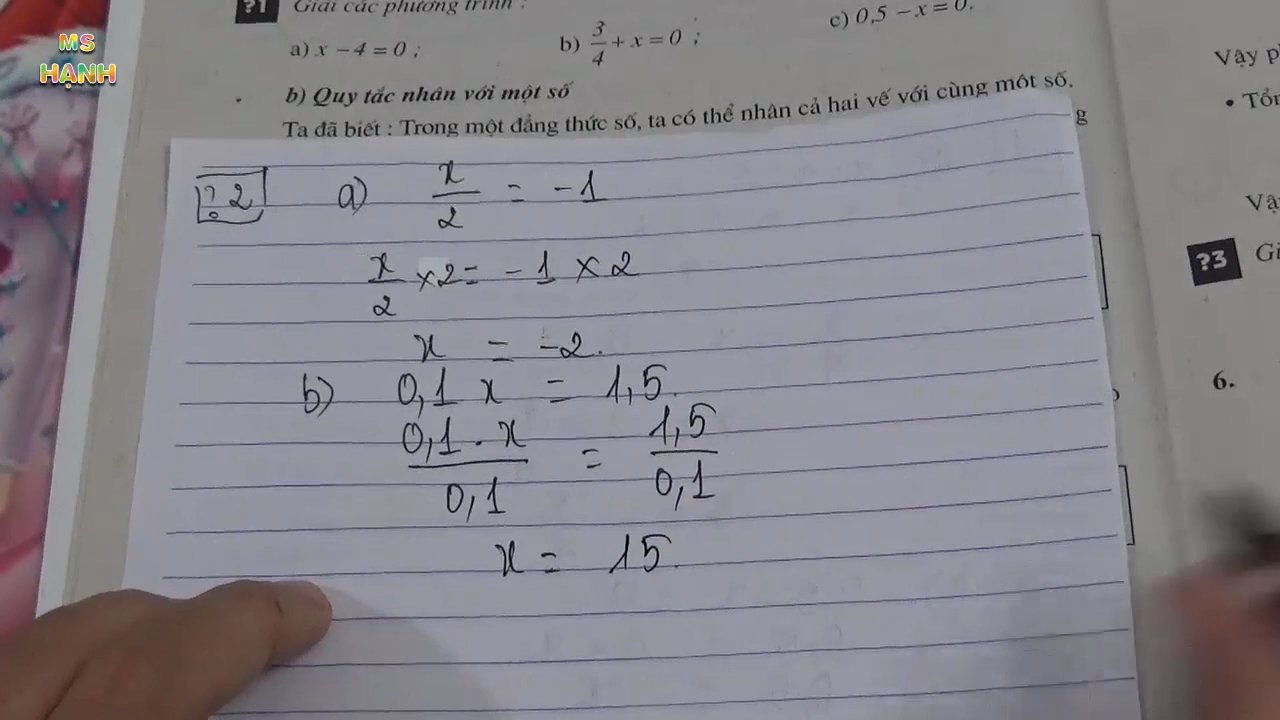 MS
HẠNH
?1 Giải các phương trình :
a) x − 4 = 0 ; b) 3/4 + x = 0 ; c) 0,5 − x = 0.
b) Quy tắc nhân với một số
Ta đã biết : Trong một đẳng thức số, ta có thể nhân cả hai vế với cùng một số.
g
?2 a) x/2 = -1
x/2 ×2 = -1 × 2
x = -2.
b) 0,1 x = 1,5.
0,1 . x / 0,1 = 1,5 / 0,1
x = 15.
Vậy
• 
?3
6.